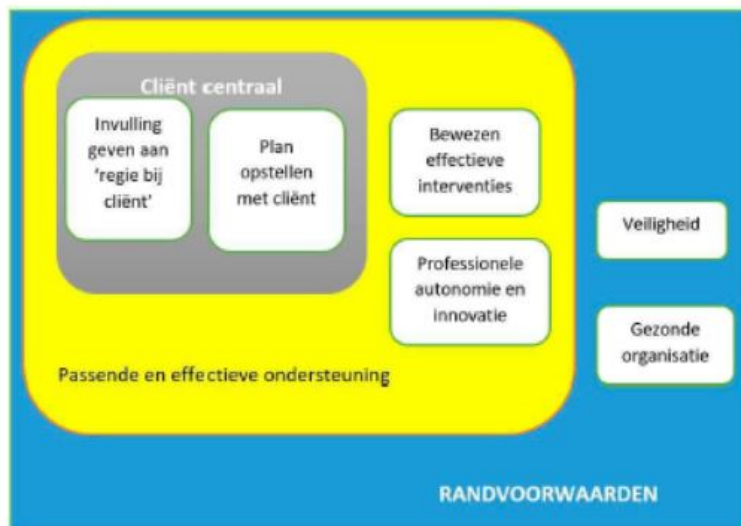 Cliënt centraal
Invulling
geven aan
'regie bij
cliënt'
Plan
opstellen
met cliënt
Bewezen
effectieve
interventies
Professionele
autonomie en
innovatie
Passende en effectieve ondersteuning
Veiligheid
Gezonde
organisatie
RANDVOORWAARDEN